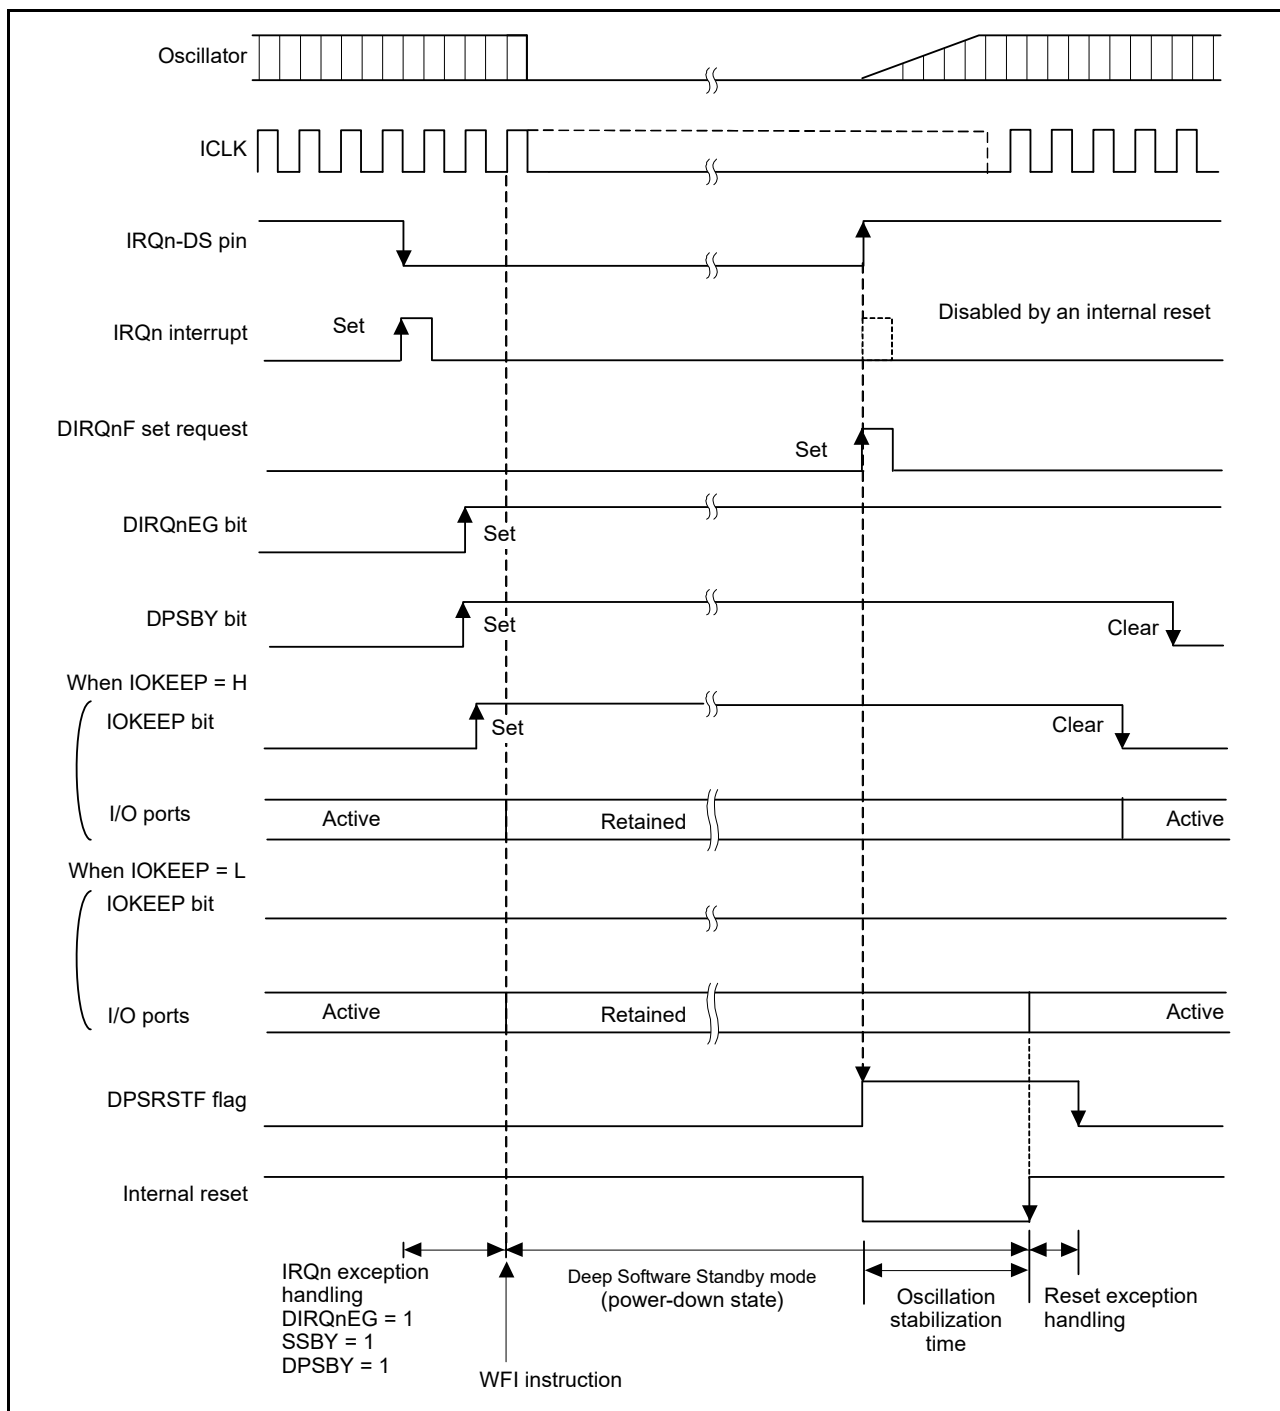 Oscillator
ICLK
IRQn-DS pin
Disabled by an internal reset
IRQn interrupt
Set
DIRQnF set request
Set
DIRQnEG bit
Set
DPSBY bit
Set
Clear
When IOKEEP = H
IOKEEP bit
Set
Clear
I/O ports
Active
Retained
Active
When IOKEEP = L
IOKEEP bit
I/O ports
Active
Retained
Active
DPSRSTF flag
Internal reset
IRQn exception
handling
DIRQnEG = 1
SSBY = 1
DPSBY = 1
WFI instruction
Deep Software Standby mode
(power-down state)
Oscillation
stabilization
time
Reset exception
handling